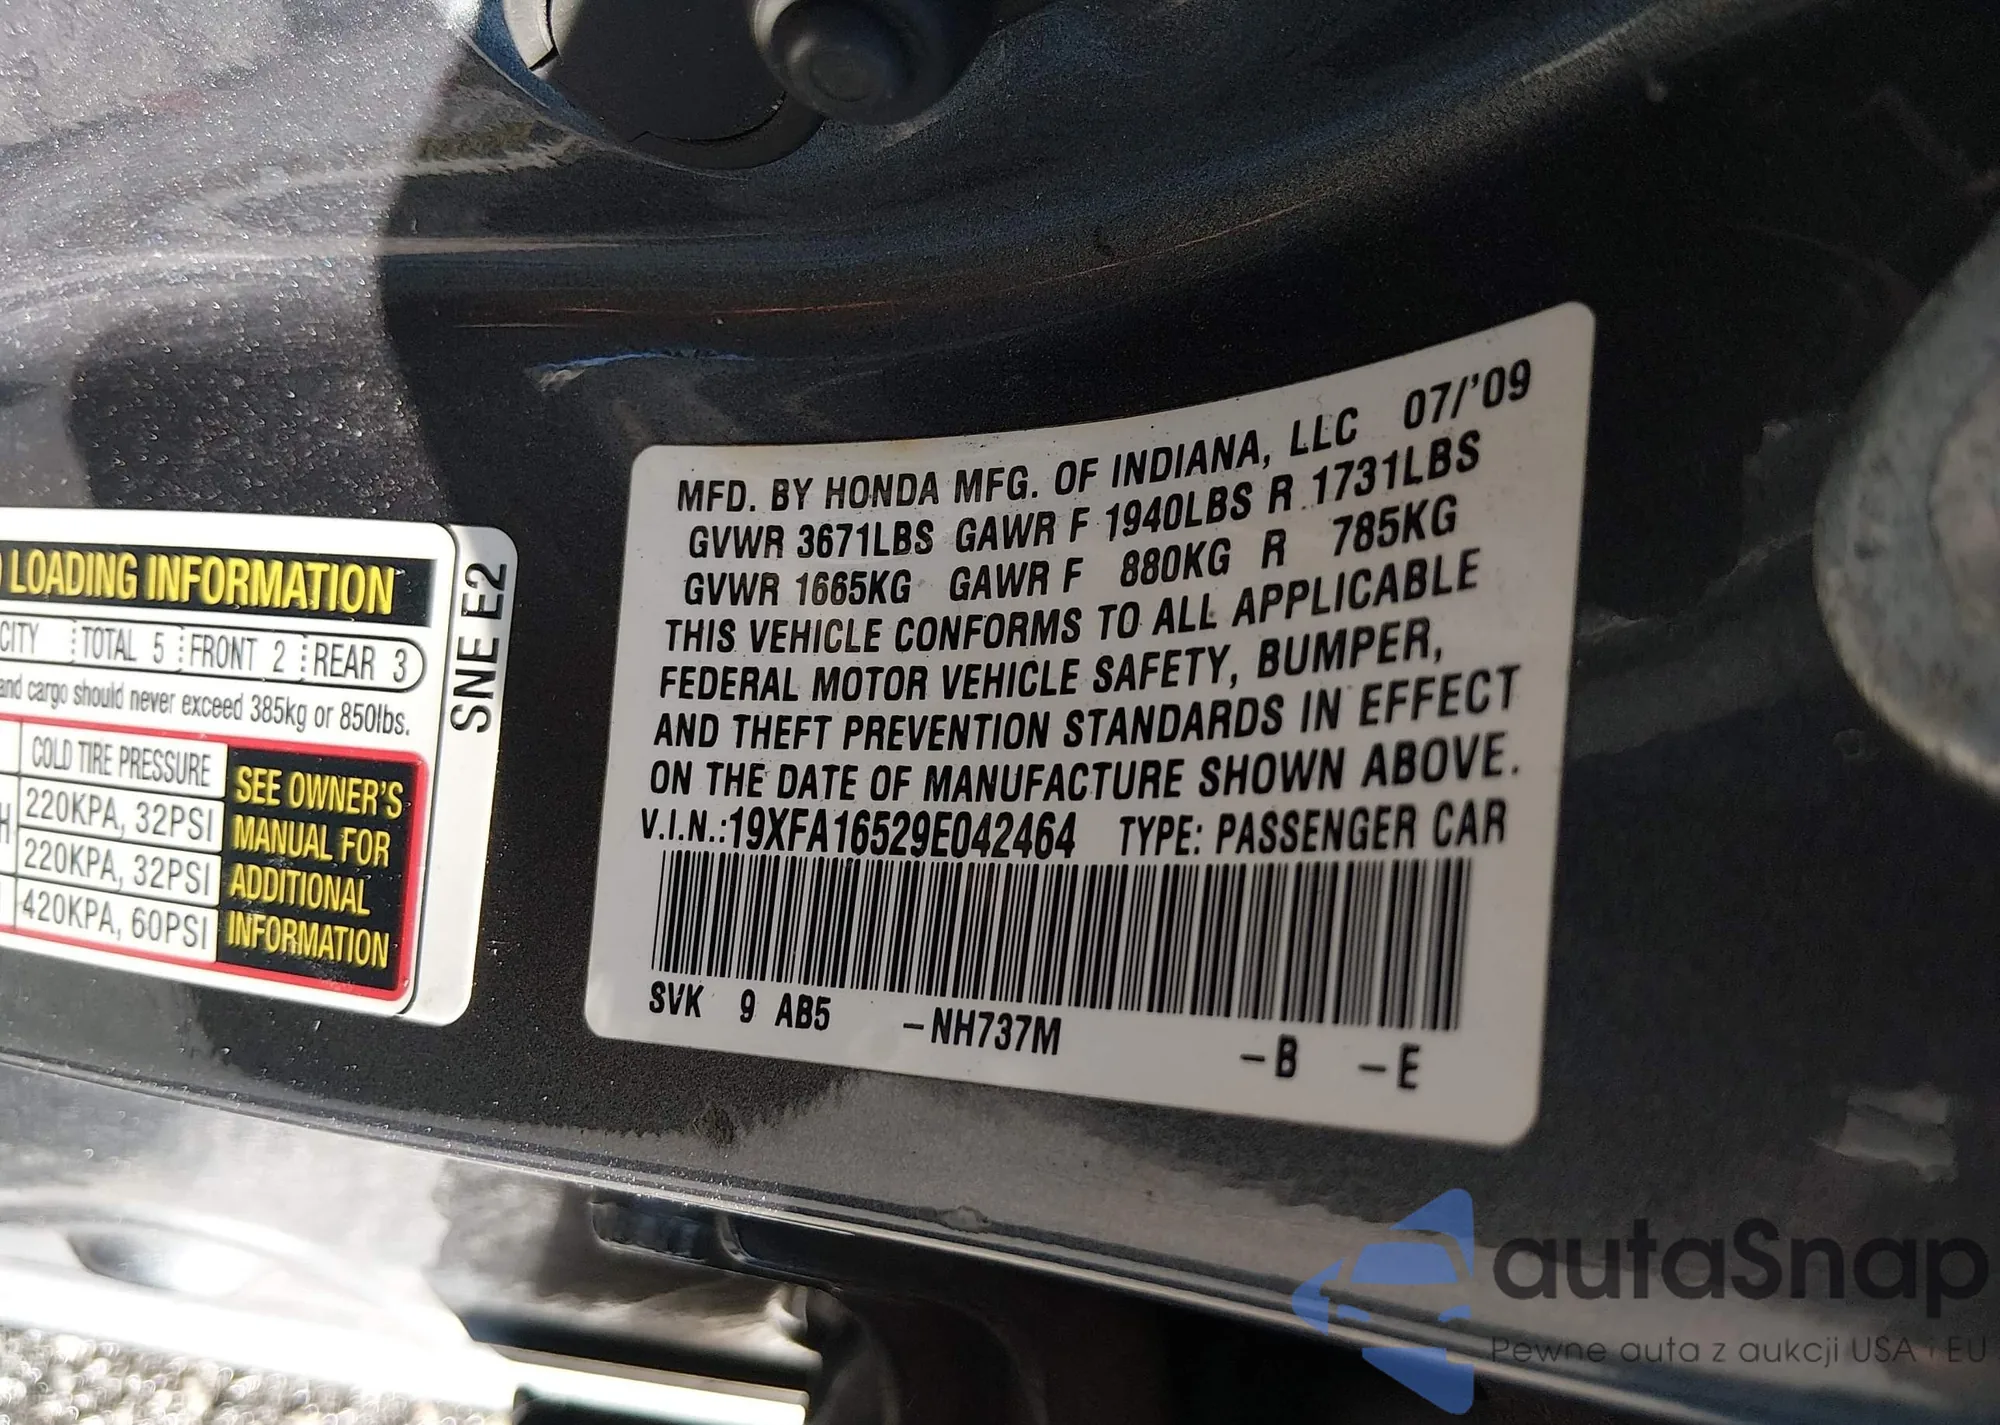 LOADING INFORMATION
CITY TOTAL 5 FRONT 2 REAR 3
and cargo should never exceed 385kg or 850lbs.
COLD TIRE PRESSURE
220KPA, 32PSI
220KPA, 32PSI
420KPA, 60PSI
SEE OWNER'S
MANUAL FOR
ADDITIONAL
INFORMATION
SNE E2
MFD. BY HONDA MFG. OF INDIANA, LLC 07/'09
GVWR 3671LBS GAWR F 1940LBS R 1731LBS
GVWR 1665KG GAWR F 880KG R 785KG
THIS VEHICLE CONFORMS TO ALL APPLICABLE
FEDERAL MOTOR VEHICLE SAFETY, BUMPER,
AND THEFT PREVENTION STANDARDS IN EFFECT
ON THE DATE OF MANUFACTURE SHOWN ABOVE.
V.I.N.:19XFA16529E042464 TYPE: PASSENGER CAR
SVK 9 AB5 -NH737M -B -E
autaSnap
Pewne auta z aukcji USA i EU